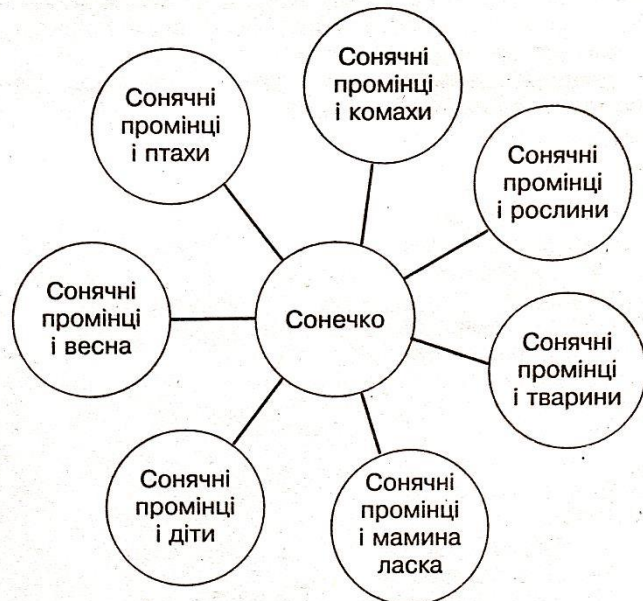 Сонячні
промінці
і комахи
Сонячні
промінці
і птахи
Сонячні
промінці
і рослини
Сонячні
промінці
і весна
Сонечко
Сонячні
промінці
і тварини
Сонячні
промінці
і діти
Сонячні
промінці
і мамина
ласка